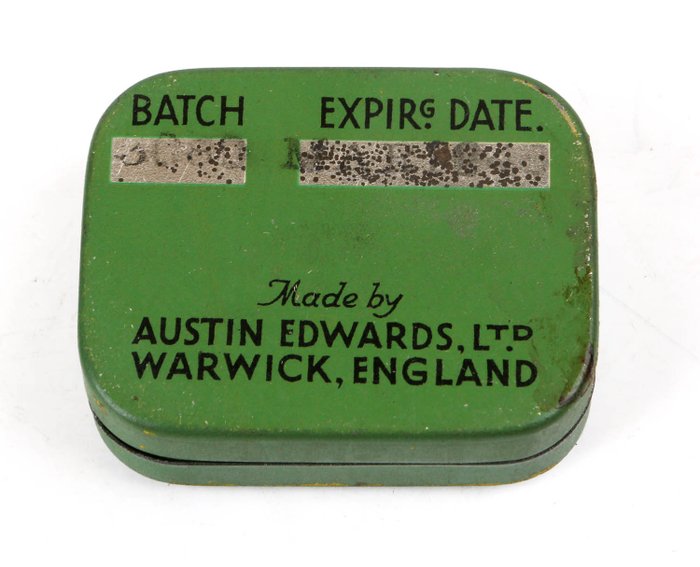 BATCH EXPIRG DATE.
Made by
AUSTIN EDWARDS, LTD
WARWICK, ENGLAND